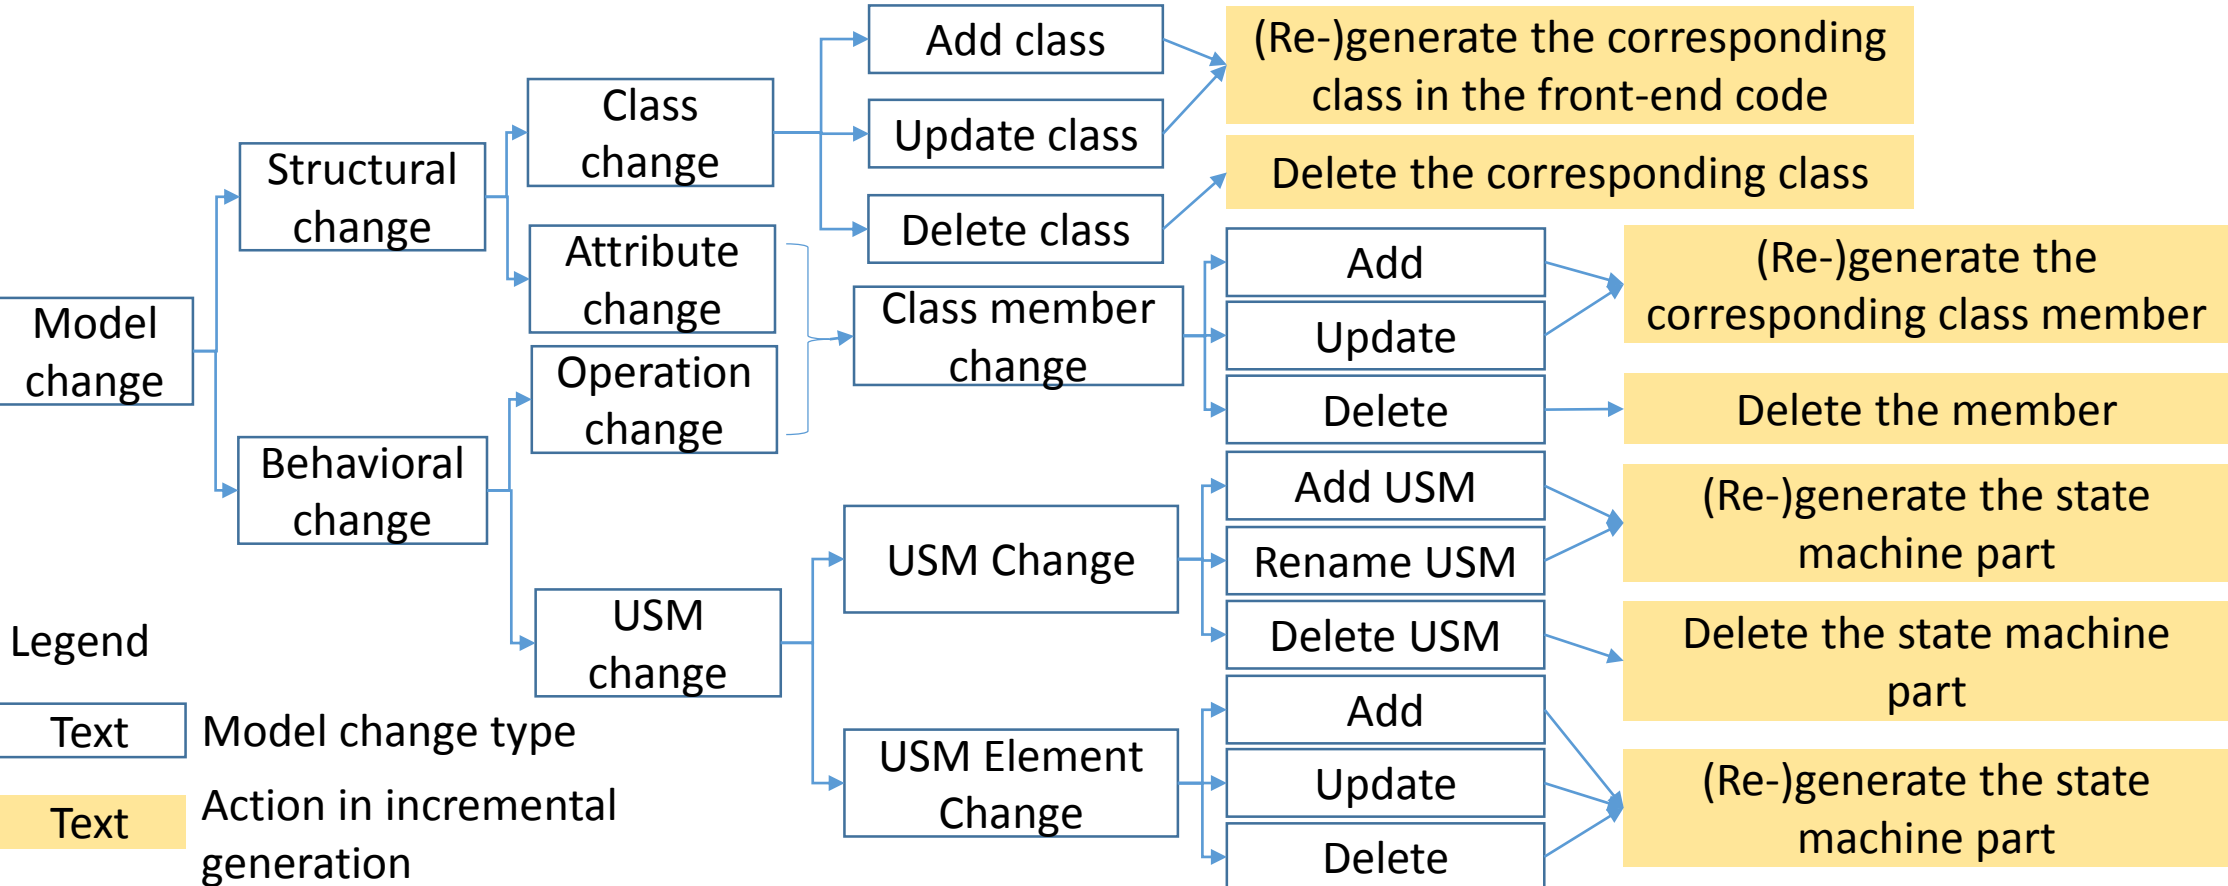 Model
change
Structural
change
Behavioral
change
Class
change
Attribute
change
Operation
change
USM
change
Add class
Update class
Delete class
Class member
change
USM Change
USM Element
Change
Add
Update
Delete
Add USM
Rename USM
Delete USM
Add
Update
Delete
(Re-)generate the corresponding
class in the front-end code
Delete the corresponding class
(Re-)generate the
corresponding class member
Delete the member
(Re-)generate the state
machine part
Delete the state machine
part
(Re-)generate the state
machine part
Legend
Text
Model change type
Text
Action in incremental
generation